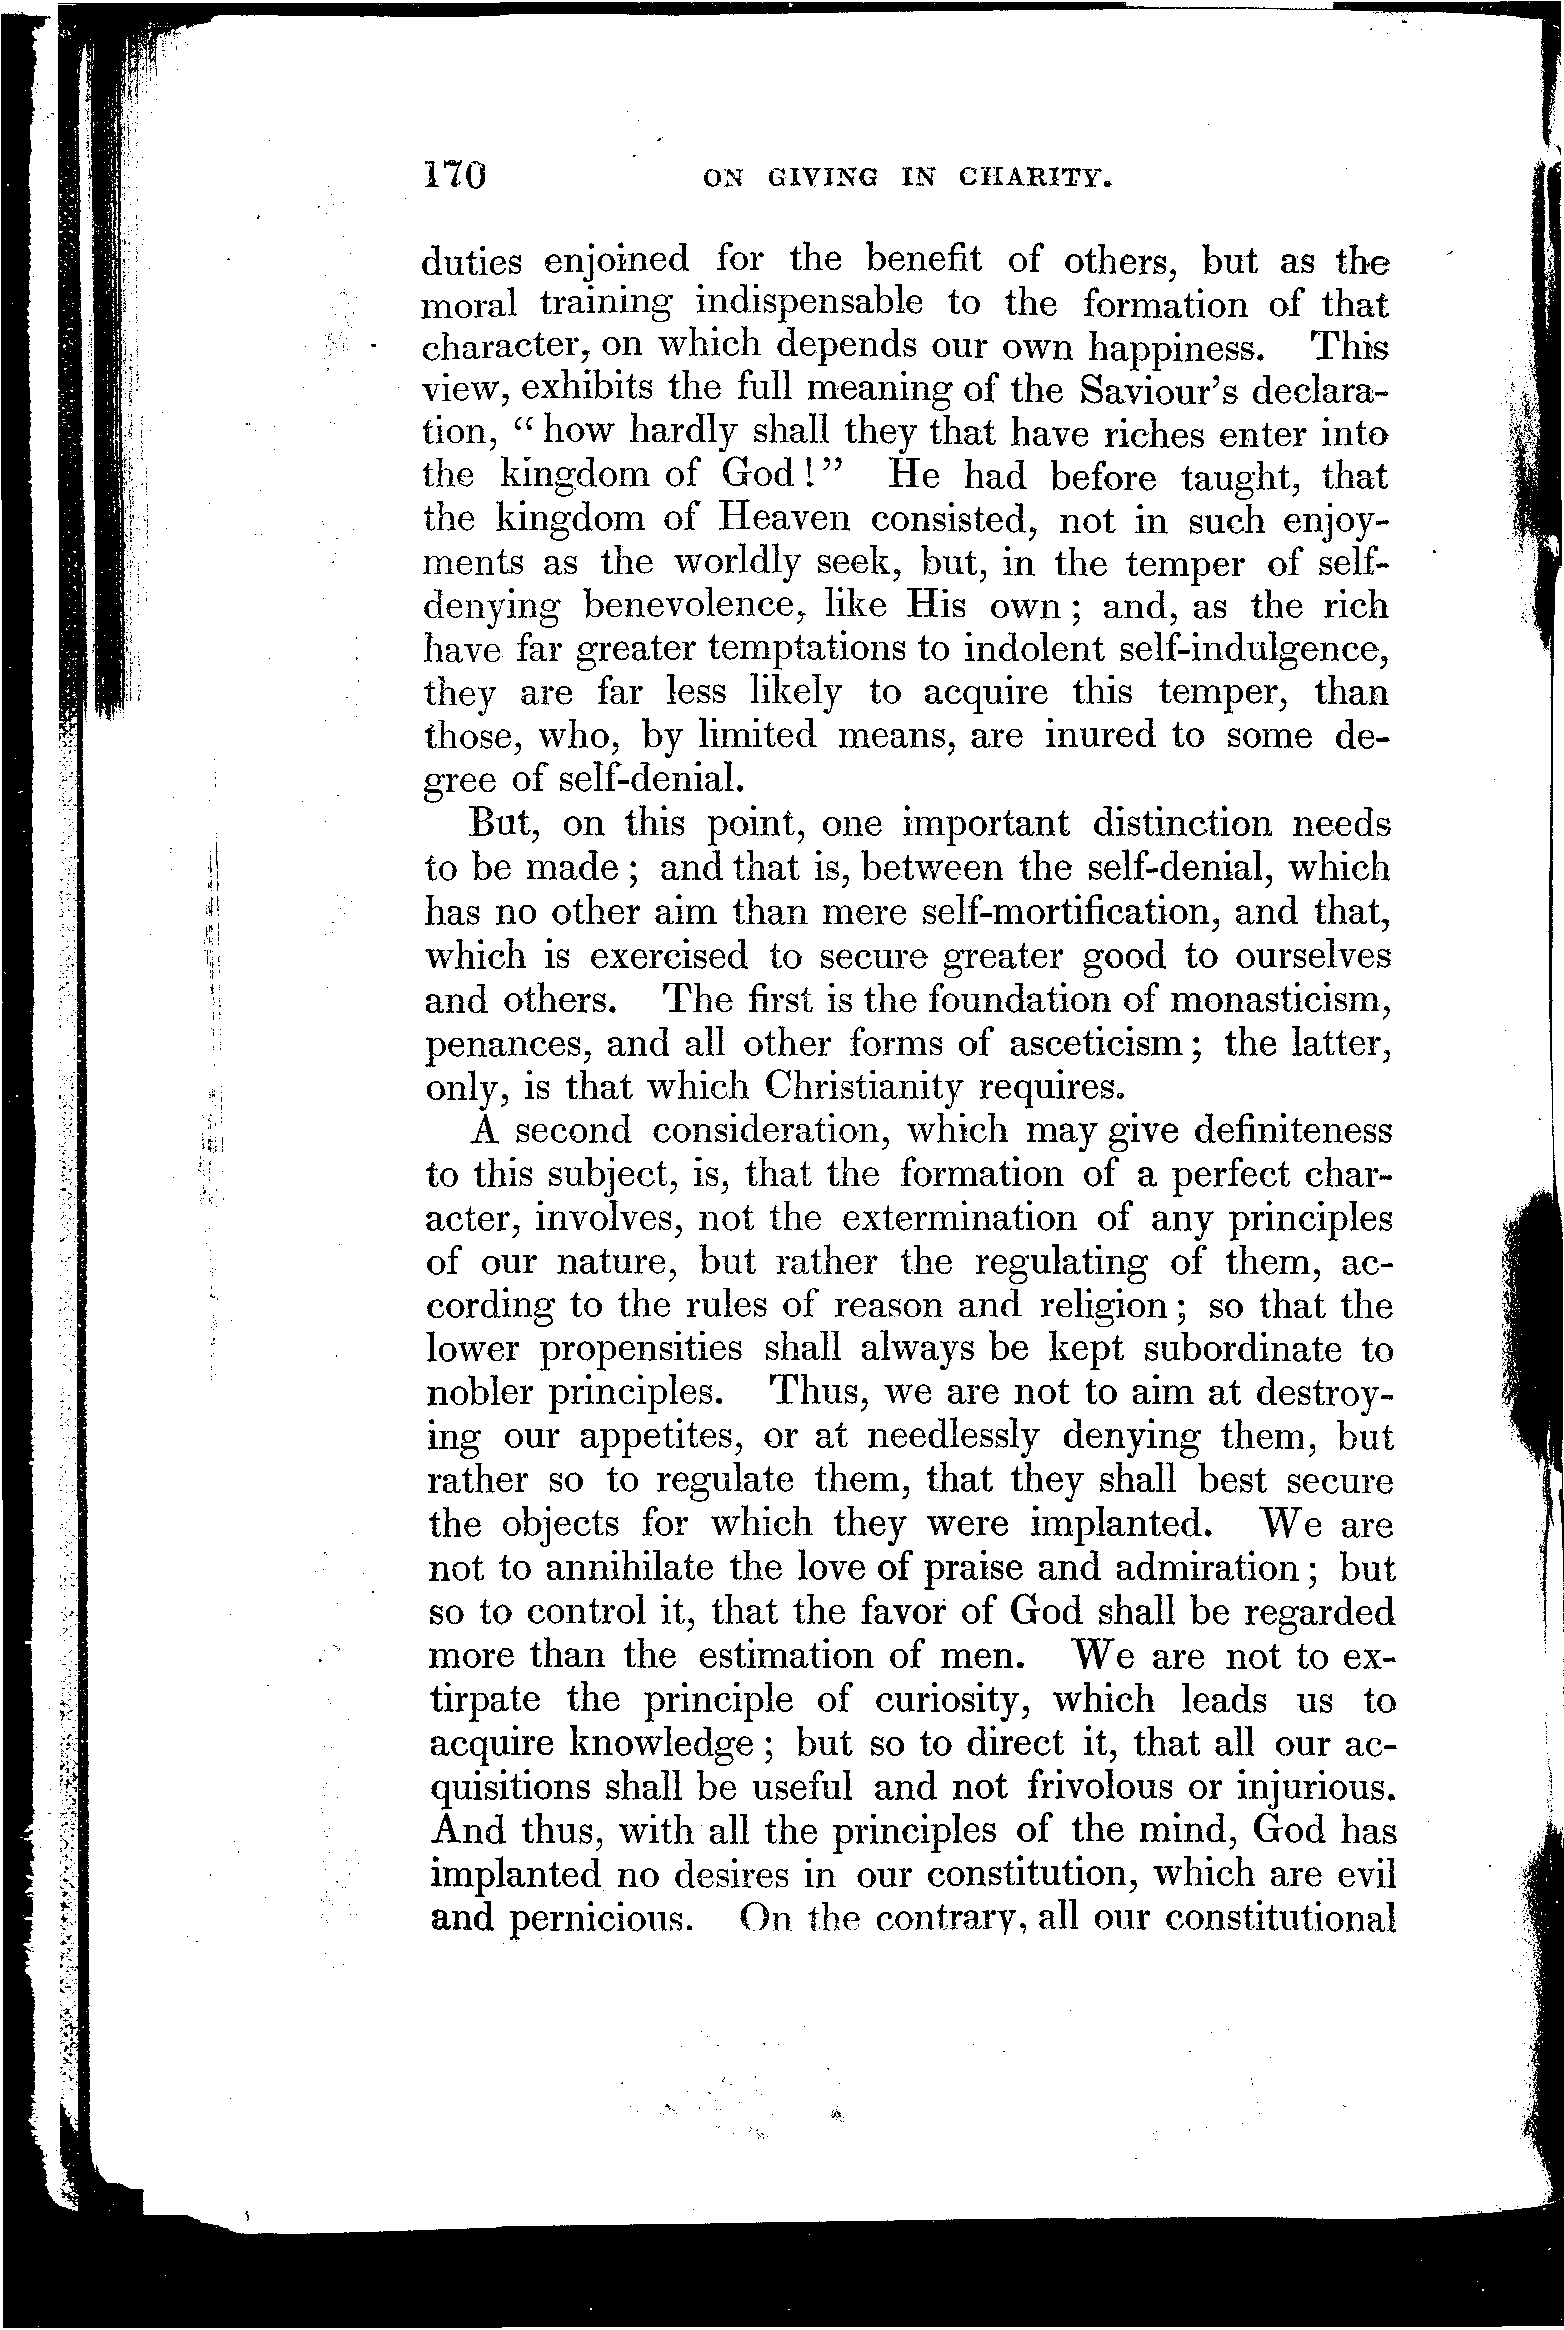 170 ON GIVING IN CHARITY.
duties enjoined for the benefit of others, but as the
moral training indispensable to the formation of that
character, on which depends our own happiness. This
view, exhibits the full meaning of the Saviour's declara-
tion, "how hardly shall they that have riches enter into
the kingdom of God!" He had before taught, that
the kingdom of Heaven consisted, not in such enjoy-
ments as the worldly seek, but, in the temper of self-
denying benevolence, like His own; and, as the rich
have far greater temptations to indolent self-indulgence,
they are far less likely to acquire this temper, than
those, who, by limited means, are inured to some de-
gree of self-denial.
But, on this point, one important distinction needs
to be made; and that is, between the self-denial, which
has no other aim than mere self-mortification, and that,
which is exercised to secure greater good to ourselves
and others. The first is the foundation of monasticism,
penances, and all other forms of asceticism; the latter,
only, is that which Christianity requires.
A second consideration, which may give definiteness
to this subject, is, that the formation of a perfect char-
acter, involves, not the extermination of any principles
of our nature, but rather the regulating of them, ac-
cording to the rules of reason and religion; so that the
lower propensities shall always be kept subordinate to
nobler principles. Thus, we are not to aim at destroy-
ing our appetites, or at needlessly denying them, but
rather so to regulate them, that they shall best secure
the objects for which they were implanted. We are
not to annihilate the love of praise and admiration; but
so to control it, that the favor of God shall be regarded
more than the estimation of men. We are not to ex-
tirpate the principle of curiosity, which leads us to
acquire knowledge; but so to direct it, that all our ac-
quisitions shall be useful and not frivolous or injurious.
And thus, with all the principles of the mind, God has
implanted no desires in our constitution, which are evil
and pernicious. On the contrary, all our constitutional